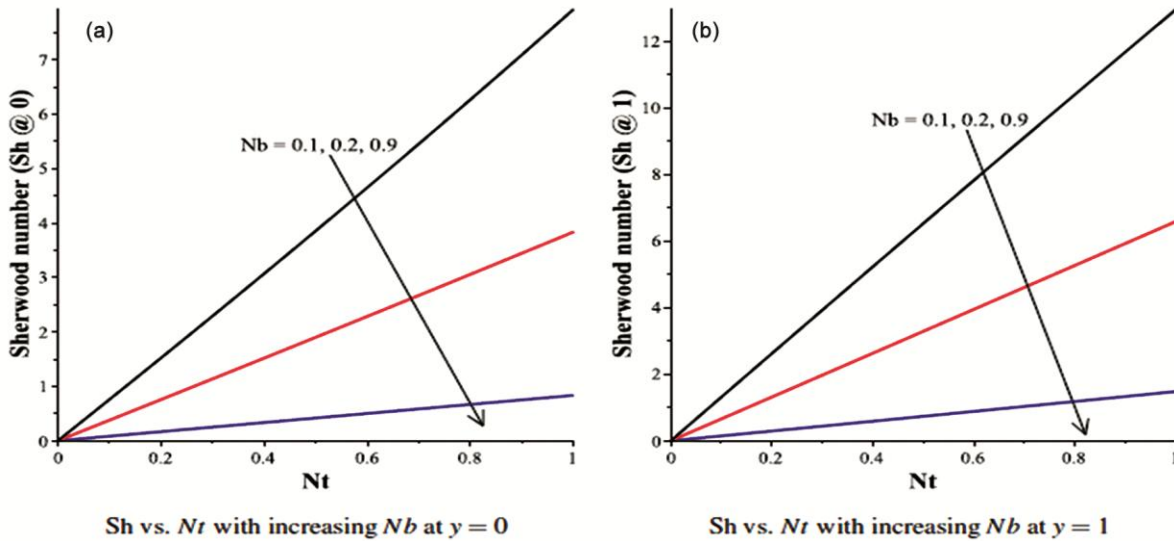 (a)
Sherwood number (Sh @ 0)
7
6
5
4
3
2
1
0
Nb = 0.1, 0.2, 0.9
0 0.2 0.4 0.6 0.8 1
Nt
Sh vs. Nt with increasing Nb at y = 0
(b)
Sherwood number (Sh @ 1)
12
10
8
6
4
2
0
Nb = 0.1, 0.2, 0.9
0 0.2 0.4 0.6 0.8 1
Nt
Sh vs. Nt with increasing Nb at y = 1